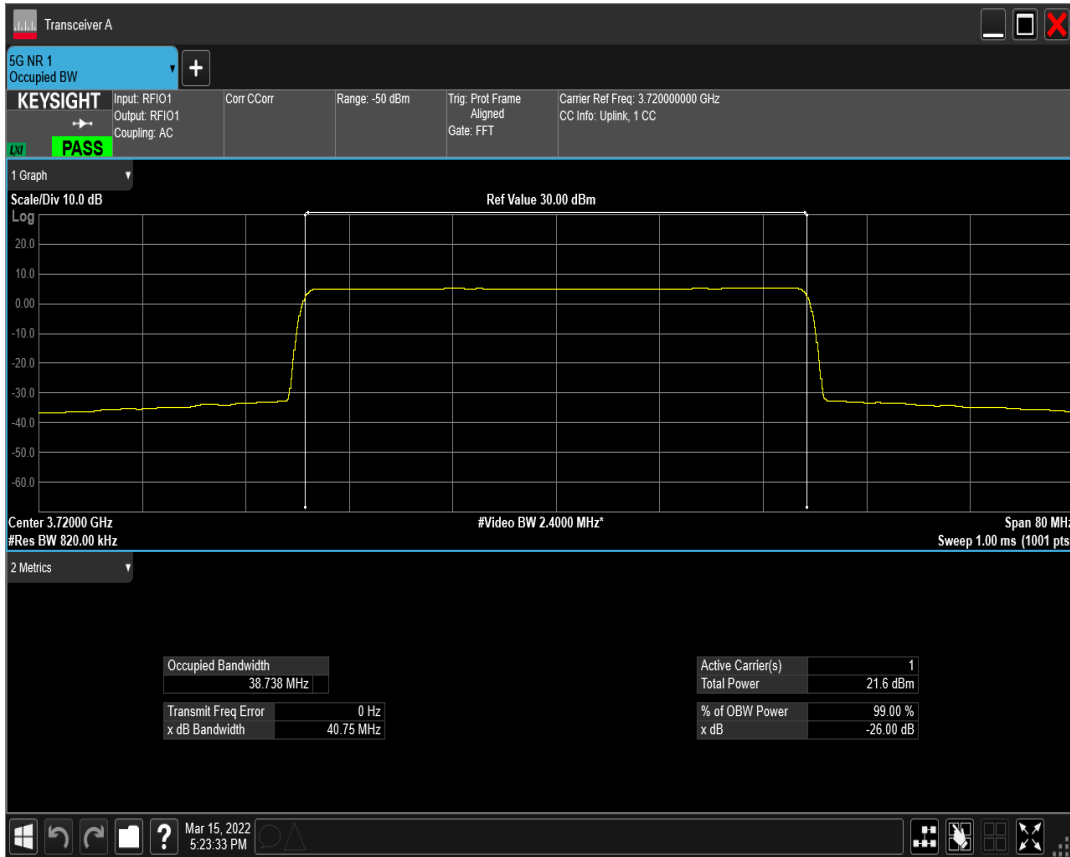 Transceiver A
5G NR 1
Occupied BW
+
KEYSIGHT
LXI PASS
Input: RFIO1
Output: RFIO1
Coupling: AC
Corr CCorr
Range: -50 dBm
Trig: Prot Frame
Aligned
Gate: FFT
Carrier Ref Freq: 3.720000000 GHz
CC Info: Uplink, 1 CC
1 Graph
Scale/Div 10.0 dB
Ref Value 30.00 dBm
Log
20.0
10.0
0.00
-10.0
-20.0
-30.0
-40.0
-50.0
-60.0
Center 3.72000 GHz
#Video BW 2.4000 MHz*
Span 80 MHz
#Res BW 820.00 kHz
Sweep 1.00 ms (1001 pts
2 Metrics
Occupied Bandwidth
38.738 MHz
Transmit Freq Error 0 Hz
x dB Bandwidth 40.75 MHz
Active Carrier(s) 1
Total Power 21.6 dBm
% of OBW Power 99.00 %
x dB -26.00 dB
?
Mar 15, 2022
5:23:33 PM